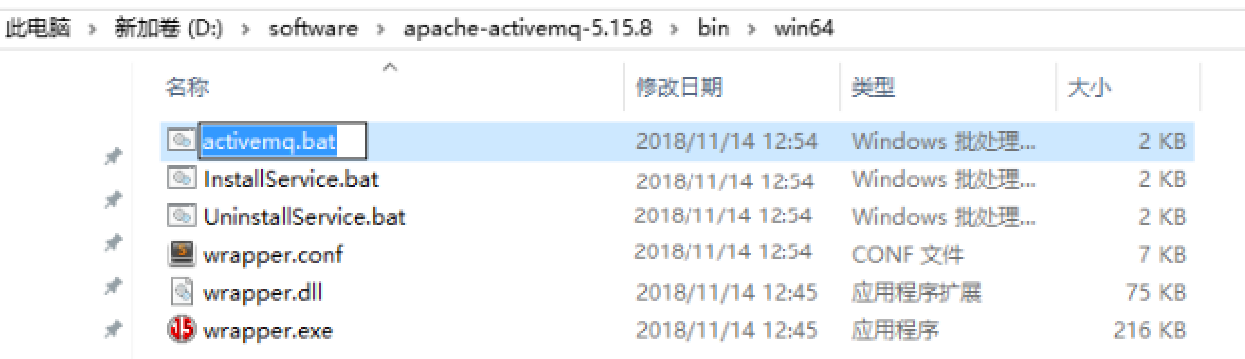 此电脑 > 新加卷 (D:) > software > apache-activemq-5.15.8 > bin > win64
名称 修改日期 类型 大小
activemq.bat 2018/11/14 12:54 Windows 批处理... 2 KB
InstallService.bat 2018/11/14 12:54 Windows 批处理... 2 KB
UninstallService.bat 2018/11/14 12:54 Windows 批处理... 2 KB
wrapper.conf 2018/11/14 12:54 CONF 文件 7 KB
wrapper.dll 2018/11/14 12:45 应用程序扩展 75 KB
wrapper.exe 2018/11/14 12:45 应用程序 216 KB